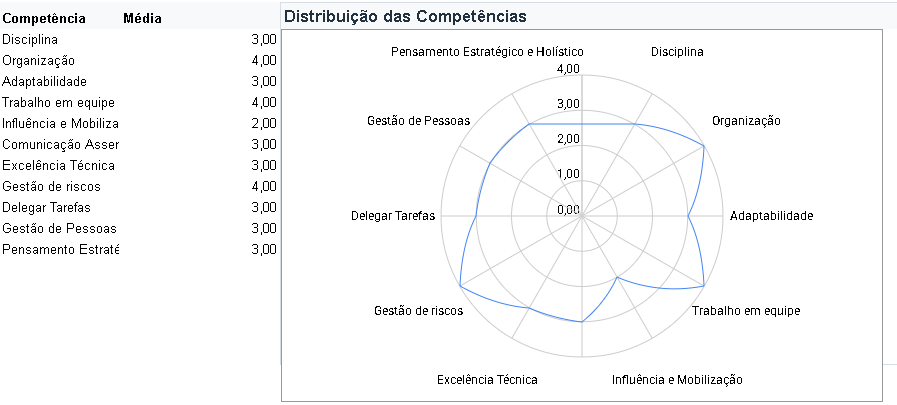 Competência Média
Disciplina 3,00
Organização 4,00
Adaptabilidade 3,00
Trabalho em equipe 4,00
Influência e Mobiliza 2,00
Comunicação Asser 3,00
Excelência Técnica 3,00
Gestão de riscos 4,00
Delegar Tarefas 3,00
Gestão de Pessoas 3,00
Pensamento Estraté 3,00
Distribuição das Competências
Pensamento Estratégico e Holístico
Disciplina
4,00
3,00
2,00
1,00
0,00
Gestão de Pessoas
Organização
Delegar Tarefas
Adaptabilidade
Gestão de riscos
Trabalho em equipe
Excelência Técnica
Influência e Mobilização